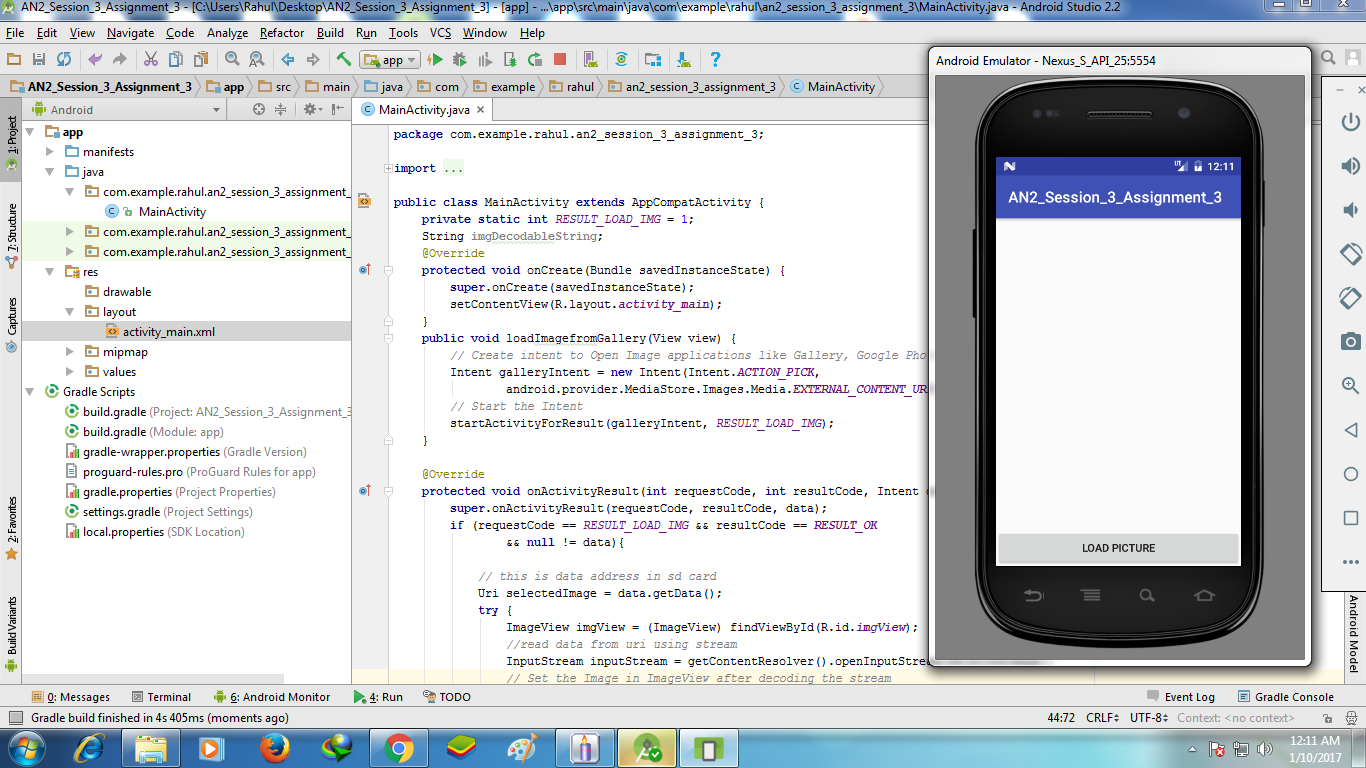 AN2_Session_3_Assignment_3 - [C:\Users\Rahul\Desktop\AN2_Session_3_Assignment_3] - [app] - ...\app\src\main\java\com\example\rahul\an2_session_3_assignment_3\MainActivity.java - Android Studio 2.2
File Edit View Navigate Code Analyze Refactor Build Run Tools VCS Window Help
app
AN2_Session_3_Assignment_3 app src main java com example rahul an2_session_3_assignment_3 MainActivity
Android
MainActivity.java
1: Project
7: Structure
Captures
2: Favorites
Build Variants
app
manifests
java
com.example.rahul.an2_session_3_assignment_
MainActivity
com.example.rahul.an2_session_3_assignment_
com.example.rahul.an2_session_3_assignment_
res
drawable
layout
activity_main.xml
mipmap
values
Gradle Scripts
build.gradle (Project: AN2_Session_3_Assignment_3
build.gradle (Module: app)
gradle-wrapper.properties (Gradle Version)
proguard-rules.pro (ProGuard Rules for app)
gradle.properties (Project Properties)
settings.gradle (Project Settings)
local.properties (SDK Location)
package com.example.rahul.an2_session_3_assignment_3;
import ...
public class MainActivity extends AppCompatActivity {
private static int RESULT_LOAD_IMG = 1;
String imgDecodableString;
@Override
protected void onCreate(Bundle savedInstanceState) {
super.onCreate(savedInstanceState);
setContentView(R.layout.activity_main);
}
public void loadImagefromGallery(View view) {
// Create intent to Open Image applications like Gallery, Google Pho
Intent galleryIntent = new Intent(Intent.ACTION_PICK,
android.provider.MediaStore.Images.Media.EXTERNAL_CONTENT_UR
// Start the Intent
startActivityForResult(galleryIntent, RESULT_LOAD_IMG);
}
@Override
protected void onActivityResult(int requestCode, int resultCode, Intent
super.onActivityResult(requestCode, resultCode, data);
if (requestCode == RESULT_LOAD_IMG && resultCode == RESULT_OK
&& null != data){
// this is data address in sd card
Uri selectedImage = data.getData();
try {
ImageView imgView = (ImageView) findViewById(R.id.imgView);
//read data from uri using stream
InputStream inputStream = getContentResolver().openInputStream
// Set the Image in ImageView after decoding the stream
Android Emulator - Nexus_S_API_25:5554
12:11
AN2_Session_3_Assignment_3
LOAD PICTURE
Android Model
0: Messages Terminal 6: Android Monitor 4: Run TODO Event Log Gradle Console
Gradle build finished in 4s 405ms (moments ago) 44:72 CRLF UTF-8 Context: <no context>
12:11 AM
1/10/2017